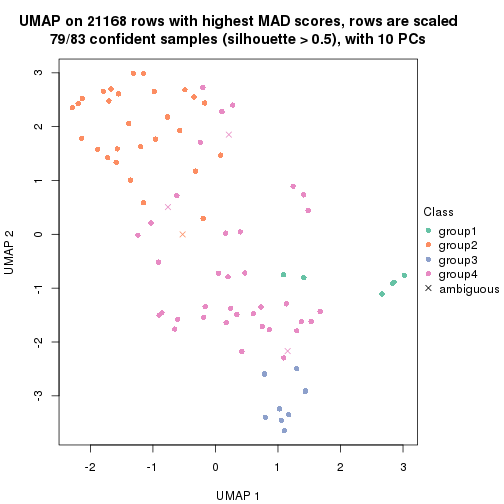 UMAP on 21168 rows with highest MAD scores, rows are scaled
79/83 confident samples (silhouette > 0.5), with 10 PCs
3
2
1
0
-1
-2
-3
UMAP 2
-2 -1 0 1 2 3
UMAP 1
Class
group1
group2
group3
group4
ambiguous